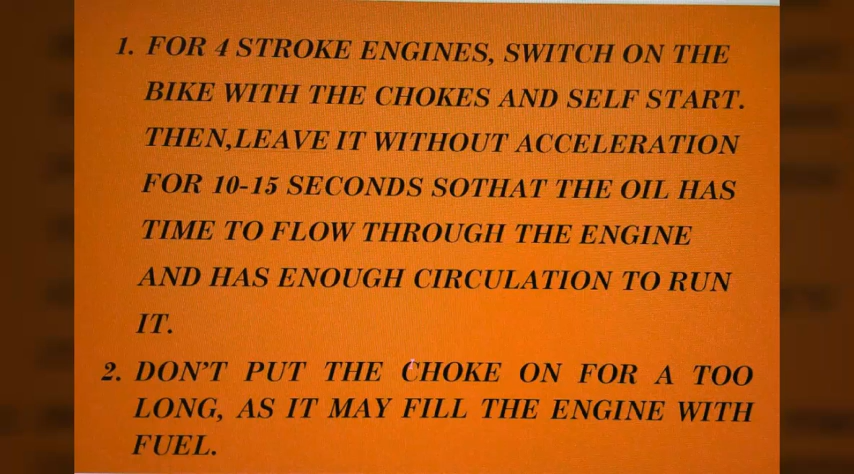 1. FOR 4 STROKE ENGINES, SWITCH ON THE
BIKE WITH THE CHOKES AND SELF START.
THEN,LEAVE IT WITHOUT ACCELERATION
FOR 10-15 SECONDS SOTHAT THE OIL HAS
TIME TO FLOW THROUGH THE ENGINE
AND HAS ENOUGH CIRCULATION TO RUN
IT.
2. DON'T PUT THE CHOKE ON FOR A TOO
LONG, AS IT MAY FILL THE ENGINE WITH
FUEL.